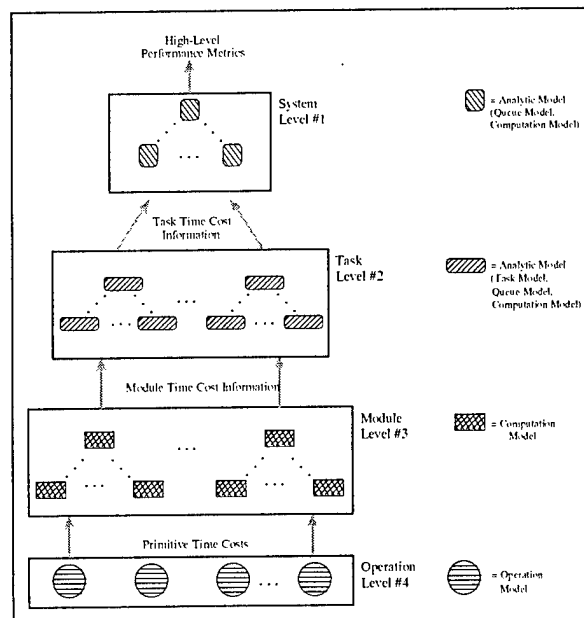 High-Level
Performance Metrics
System
Level #1
= Analytic Model
(Queue Model,
Computation Model)
Task Time Cost
Information
Task
Level #2
= Analytic Model
(Task Model,
Queue Model,
Computation Model)
Module Time Cost Information
Module
Level #3
= Computation
Model
Primitive Time Costs
Operation
Level #4
= Operation
Model